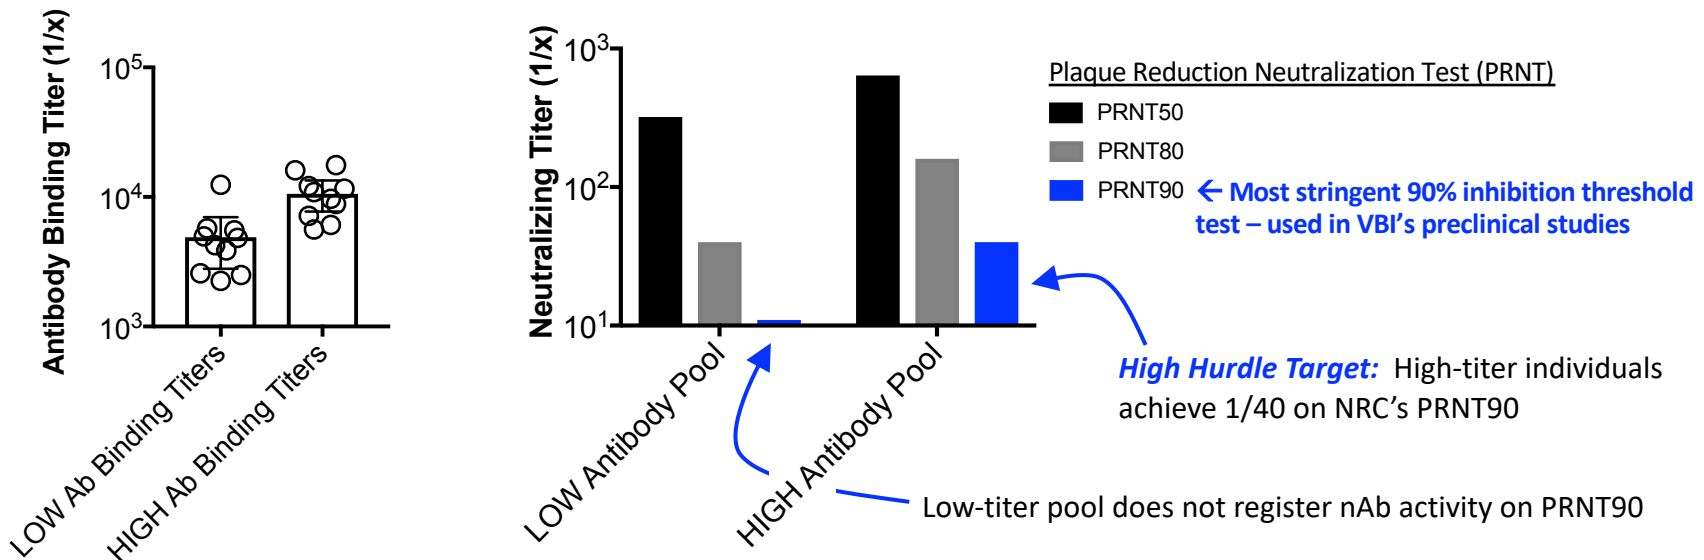 Antibody Binding Titer (1/x)
10^5
10^4
10^3
LOW Ab Binding Titers
HIGH Ab Binding Titers
Neutralizing Titer (1/x)
10^3
10^2
10^1
LOW Antibody Pool
HIGH Antibody Pool
Plaque Reduction Neutralization Test (PRNT)
PRNT50
PRNT80
PRNT90 ← Most stringent 90% inhibition threshold
test – used in VBI’s preclinical studies
High Hurdle Target: High-titer individuals
achieve 1/40 on NRC’s PRNT90
Low-titer pool does not register nAb activity on PRNT90